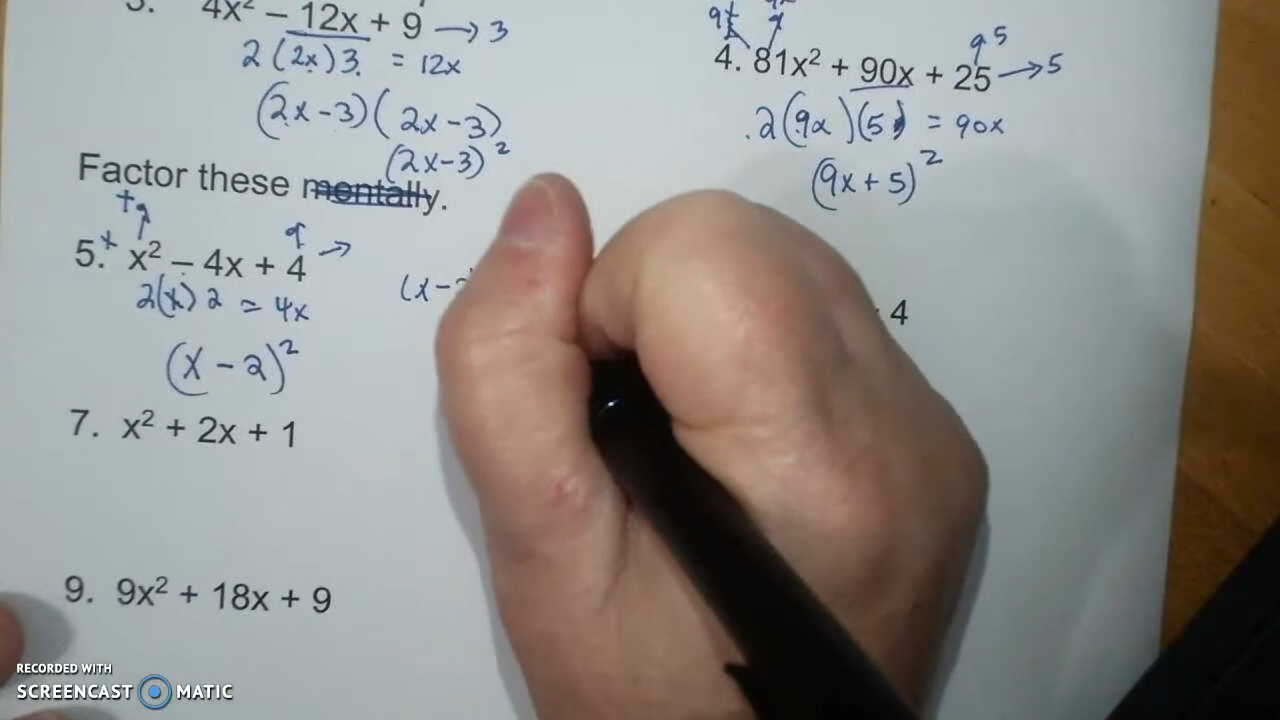 4x² – 12x + 9 → 3
2(2x)3 = 12x
(2x-3)(2x-3)
(2x-3)²
4. 81x² + 90x + 25 → 5
2(9x)(5) = 90x
(9x+5)²
Factor these mentally.
5. x² – 4x + 4 →
2(x)2 = 4x
(x-2)²
(x-
4
7. x² + 2x + 1
9. 9x² + 18x + 9
RECORDED WITH
SCREENCAST MATIC